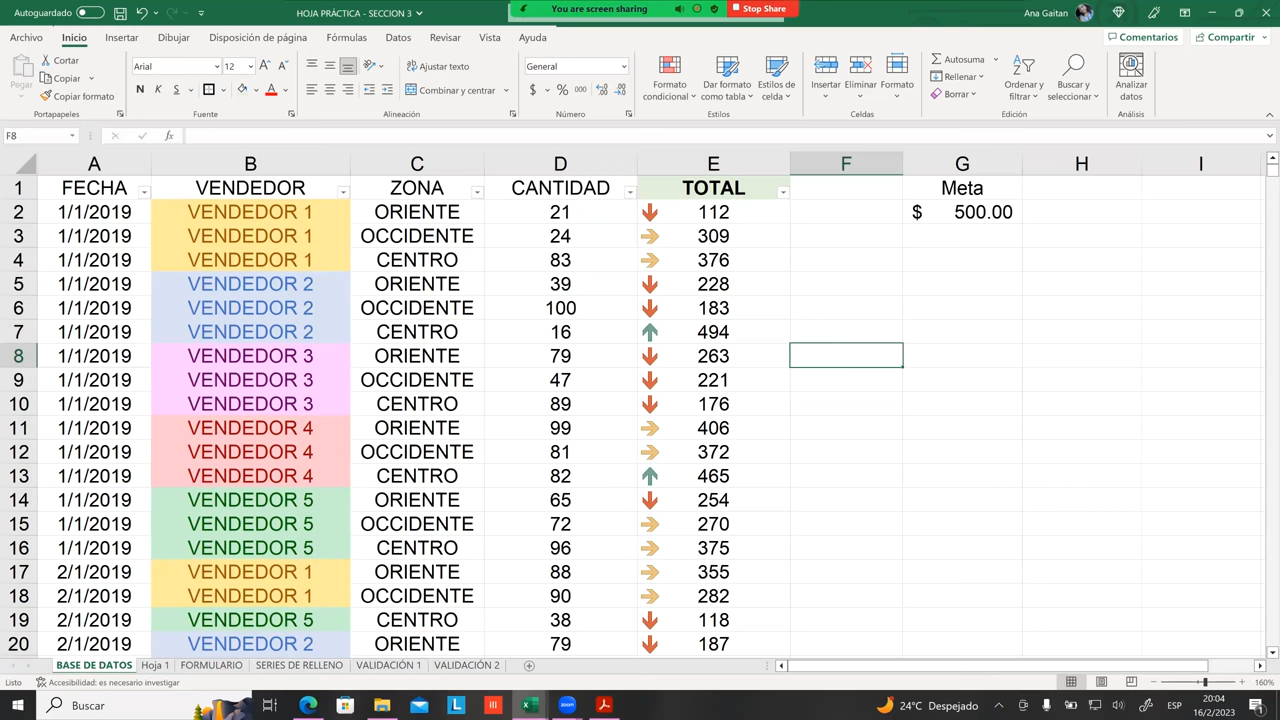 Autoguardado
HOJA PRÁCTICA - SECCION 3
You are screen sharing
Stop Share
Ana Gaitan
Archivo Inicio Insertar Dibujar Disposición de página Fórmulas Datos Revisar Vista Ayuda
Comentarios Compartir
Pegar
Cortar
Copiar
Copiar formato
Portapapeles
Arial 12
N K S
Fuente
Ajustar texto
Combinar y centrar
Alineación
General
$ % 000
Número
Formato condicional
Dar formato como tabla
Estilos de celda
Estilos
Insertar Eliminar Formato
Celdas
Autosuma
Rellenar
Borrar
Ordenar y filtrar
Buscar y seleccionar
Edición
Analizar datos
Análisis
F8 fx
A B C D E F G H I
1 FECHA VENDEDOR ZONA CANTIDAD TOTAL Meta
2 1/1/2019 VENDEDOR 1 ORIENTE 21 112 $ 500.00
3 1/1/2019 VENDEDOR 1 OCCIDENTE 24 309
4 1/1/2019 VENDEDOR 1 CENTRO 83 376
5 1/1/2019 VENDEDOR 2 ORIENTE 39 228
6 1/1/2019 VENDEDOR 2 OCCIDENTE 100 183
7 1/1/2019 VENDEDOR 2 CENTRO 16 494
8 1/1/2019 VENDEDOR 3 ORIENTE 79 263
9 1/1/2019 VENDEDOR 3 OCCIDENTE 47 221
10 1/1/2019 VENDEDOR 3 CENTRO 89 176
11 1/1/2019 VENDEDOR 4 ORIENTE 99 406
12 1/1/2019 VENDEDOR 4 OCCIDENTE 81 372
13 1/1/2019 VENDEDOR 4 CENTRO 82 465
14 1/1/2019 VENDEDOR 5 ORIENTE 65 254
15 1/1/2019 VENDEDOR 5 OCCIDENTE 72 270
16 1/1/2019 VENDEDOR 5 CENTRO 96 375
17 2/1/2019 VENDEDOR 1 ORIENTE 88 355
18 2/1/2019 VENDEDOR 1 OCCIDENTE 90 282
19 2/1/2019 VENDEDOR 5 CENTRO 38 118
20 2/1/2019 VENDEDOR 2 ORIENTE 79 187
BASE DE DATOS Hoja 1 FORMULARIO SERIES DE RELLENO VALIDACIÓN 1 VALIDACIÓN 2
Listo Accesibilidad: es necesario investigar 160%
Buscar
24°C Despejado
ESP
20:04
16/2/2023